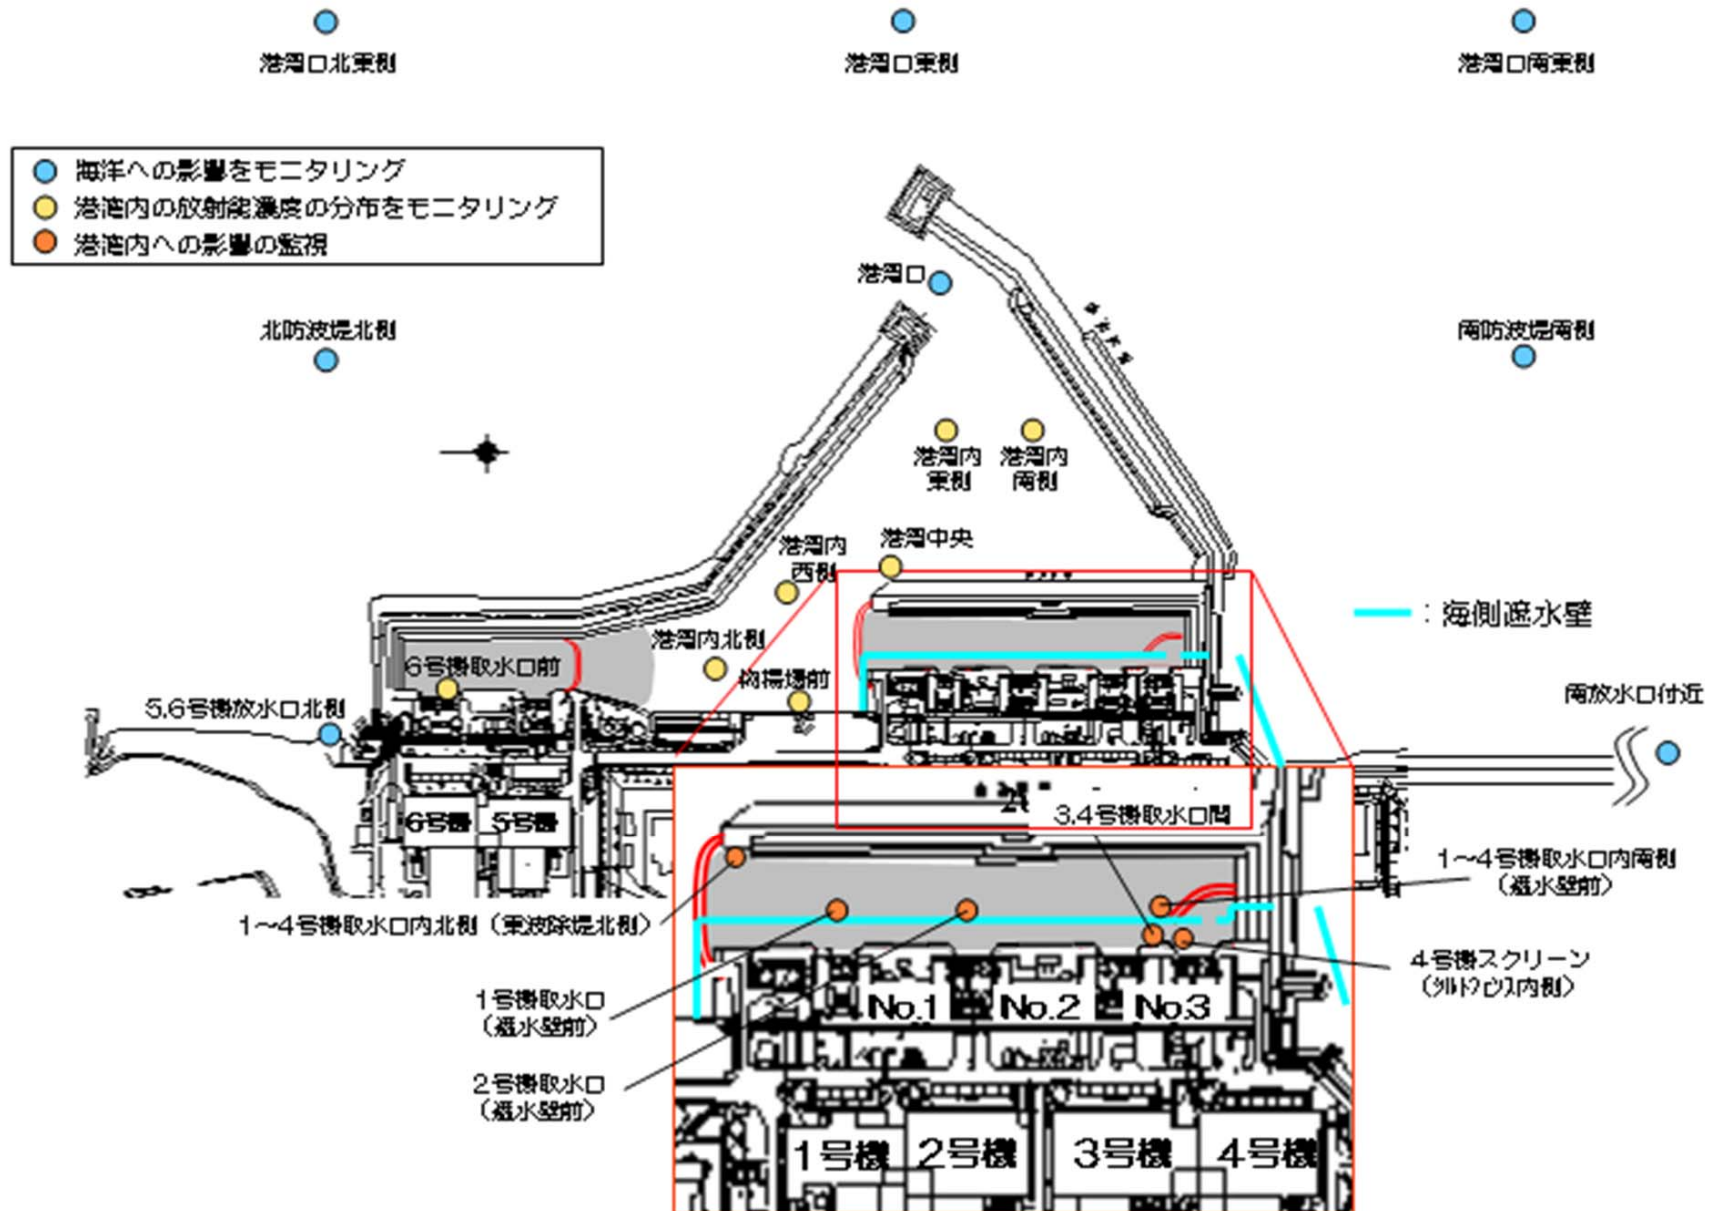 港湾口北東側
港湾口東側
港湾口南東側
海洋への影響をモニタリング
港湾内の放射能濃度の分布をモニタリング
港湾内への影響の監視
港湾口
北防波堤北側
南防波堤南側
港湾内
東側
港湾内
南側
港湾中央
港湾内
西側
：海側遮水壁
港湾内北側
6号機取水口前
物揚場前
5,6号機放水口北側
南放水口付近
6号機
5号機
3,4号機取水口間
1～4号機取水口内南側
（遮水壁前）
1～4号機取水口内北側（東波除堤北側）
4号機スクリーン
（シルトフェンス内側）
1号機取水口
（遮水壁前）
No.1
No.2
No.3
2号機取水口
（遮水壁前）
1号機
2号機
3号機
4号機